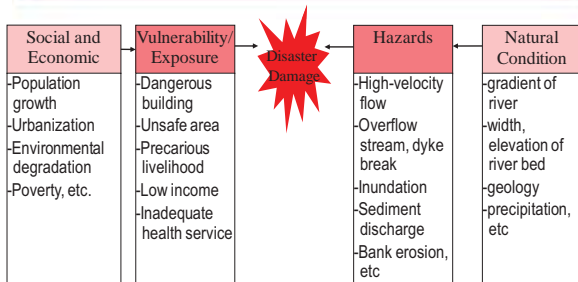 Social and
Economic
-Population
growth
-Urbanization
-Environmental
degradation
-Poverty, etc.
Vulnerability/
Exposure
-Dangerous
building
-Unsafe area
-Precarious
livelihood
-Low income
-Inadequate
health service
Disaster
Damage
Hazards
-High-velocity
flow
-Overflow
stream, dyke
break
-Inundation
-Sediment
discharge
-Bank erosion,
etc
Natural
Condition
-gradient of
river
-width,
elevation of
river bed
-geology
-precipitation,
etc